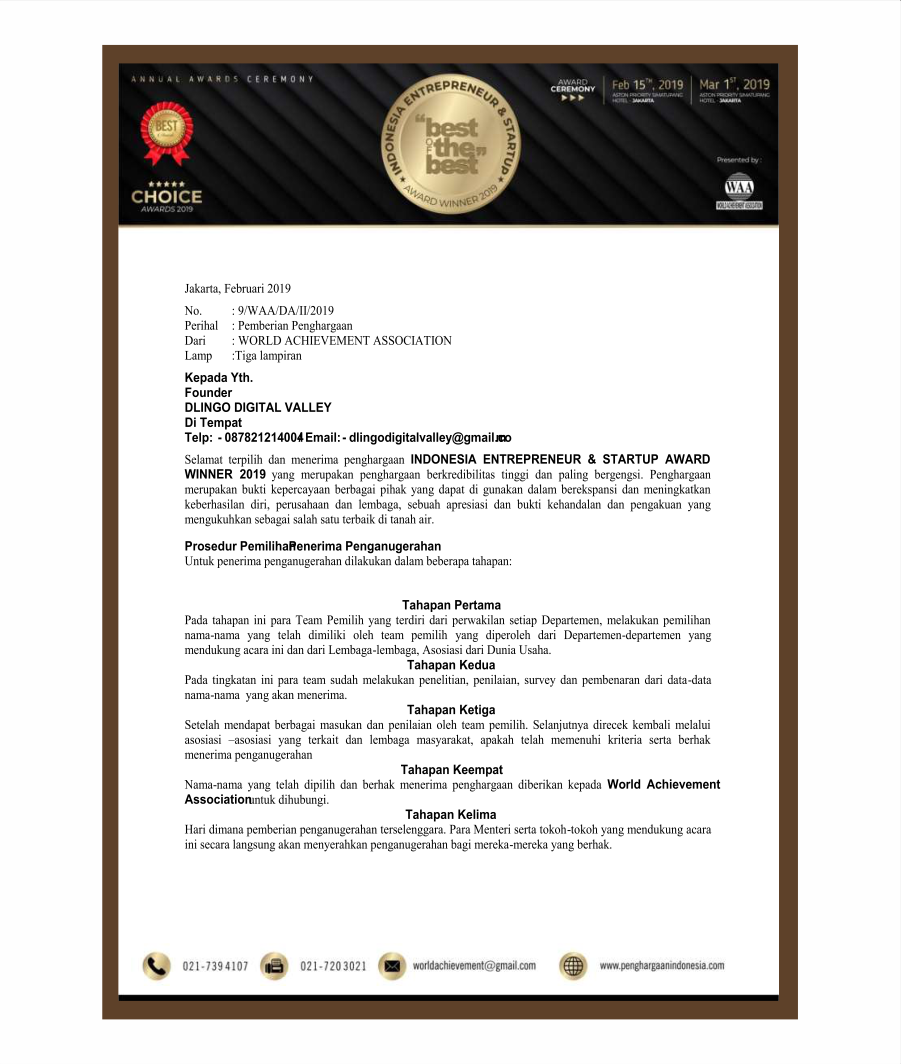 ANNUAL AWARDS CEREMONY
AWARD CEREMONY
Feb 15TH, 2019
ASTON PRIORITY SIMATUPANG
HOTEL - JAKARTA
Mar 1ST, 2019
ASTON PRIORITY SIMATUPANG
HOTEL - JAKARTA
BEST
CHOICE
AWARDS 2019
INDONESIA ENTREPRENEUR & STARTUP
"best
OF the"
best
AWARD WINNER 2019
Presented by :
WAA
WORLD ACHIEVEMENT ASSOCIATION
Jakarta, Februari 2019
No. : 9/WAA/DA/II/2019
Perihal : Pemberian Penghargaan
Dari : WORLD ACHIEVEMENT ASSOCIATION
Lamp :Tiga lampiran
Kepada Yth.
Founder
DLINGO DIGITAL VALLEY
Di Tempat
Telp: - 087821214004 Email: - dlingodigitalvalley@gmail.co
Selamat terpilih dan menerima penghargaan INDONESIA ENTREPRENEUR & STARTUP AWARD
WINNER 2019 yang merupakan penghargaan berkredibilitas tinggi dan paling bergengsi. Penghargaan
merupakan bukti kepercayaan berbagai pihak yang dapat di gunakan dalam berekspansi dan meningkatkan
keberhasilan diri, perusahaan dan lembaga, sebuah apresiasi dan bukti kehandalan dan pengakuan yang
mengukuhkan sebagai salah satu terbaik di tanah air.
Prosedur Pemilihan Penerima Penganugerahan
Untuk penerima penganugerahan dilakukan dalam beberapa tahapan:
Tahapan Pertama
Pada tahapan ini para Team Pemilih yang terdiri dari perwakilan setiap Departemen, melakukan pemilihan
nama-nama yang telah dimiliki oleh team pemilih yang diperoleh dari Departemen-departemen yang
mendukung acara ini dan dari Lembaga-lembaga, Asosiasi dari Dunia Usaha.
Tahapan Kedua
Pada tingkatan ini para team sudah melakukan penelitian, penilaian, survey dan pembenaran dari data-data
nama-nama yang akan menerima.
Tahapan Ketiga
Setelah mendapat berbagai masukan dan penilaian oleh team pemilih. Selanjutnya direcek kembali melalui
asosiasi –asosiasi yang terkait dan lembaga masyarakat, apakah telah memenuhi kriteria serta berhak
menerima penganugerahan
Tahapan Keempat
Nama-nama yang telah dipilih dan berhak menerima penghargaan diberikan kepada World Achievement
Association untuk dihubungi.
Tahapan Kelima
Hari dimana pemberian penganugerahan terselenggara. Para Menteri serta tokoh-tokoh yang mendukung acara
ini secara langsung akan menyerahkan penganugerahan bagi mereka-mereka yang berhak.
021-7394107 021-7203021 worldachievement@gmail.com www.penghargaanindonesia.com